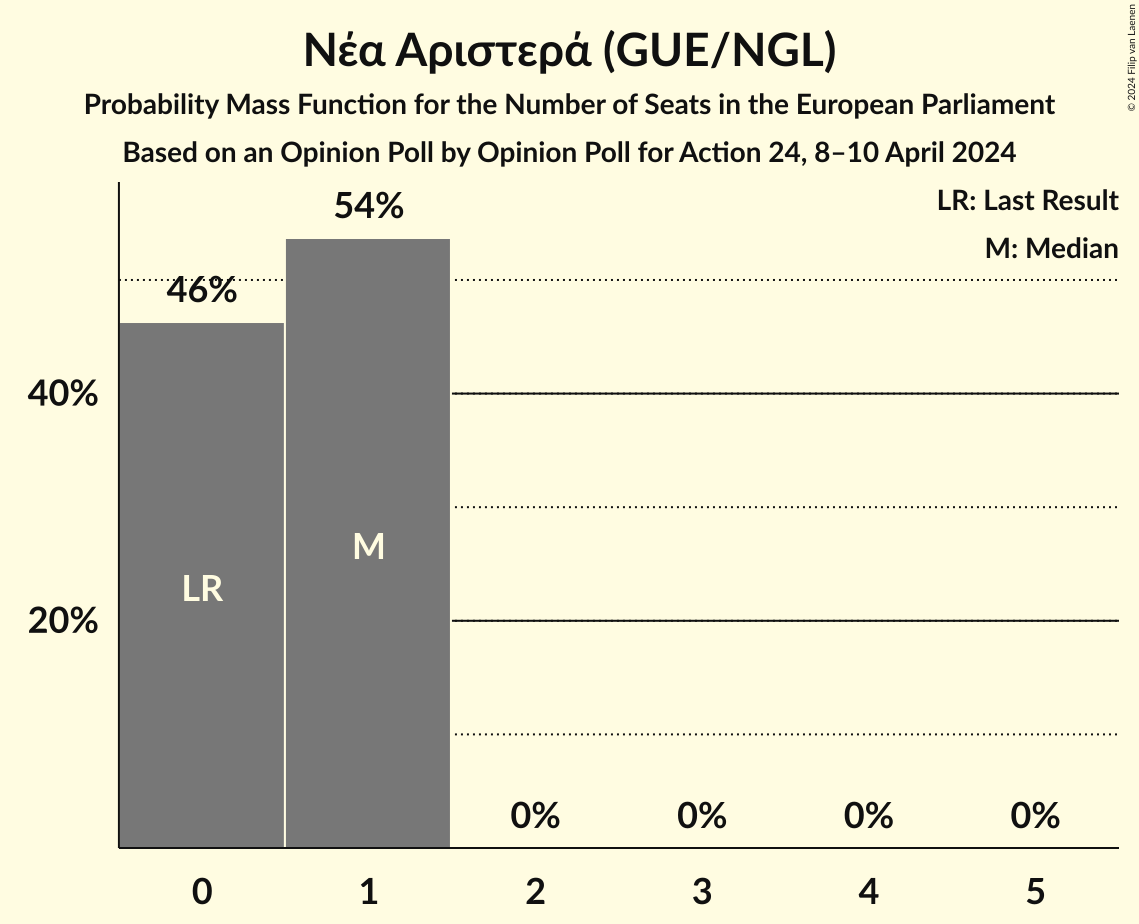 Νέα Αριστερά (GUE/NGL)
Probability Mass Function for the Number of Seats in the European Parliament
Based on an Opinion Poll by Opinion Poll for Action 24, 8–10 April 2024
© 2024 Filip van Laenen
LR: Last Result
M: Median
54%
46%
40%
20%
M
LR
0% 0% 0% 0%
0 1 2 3 4 5